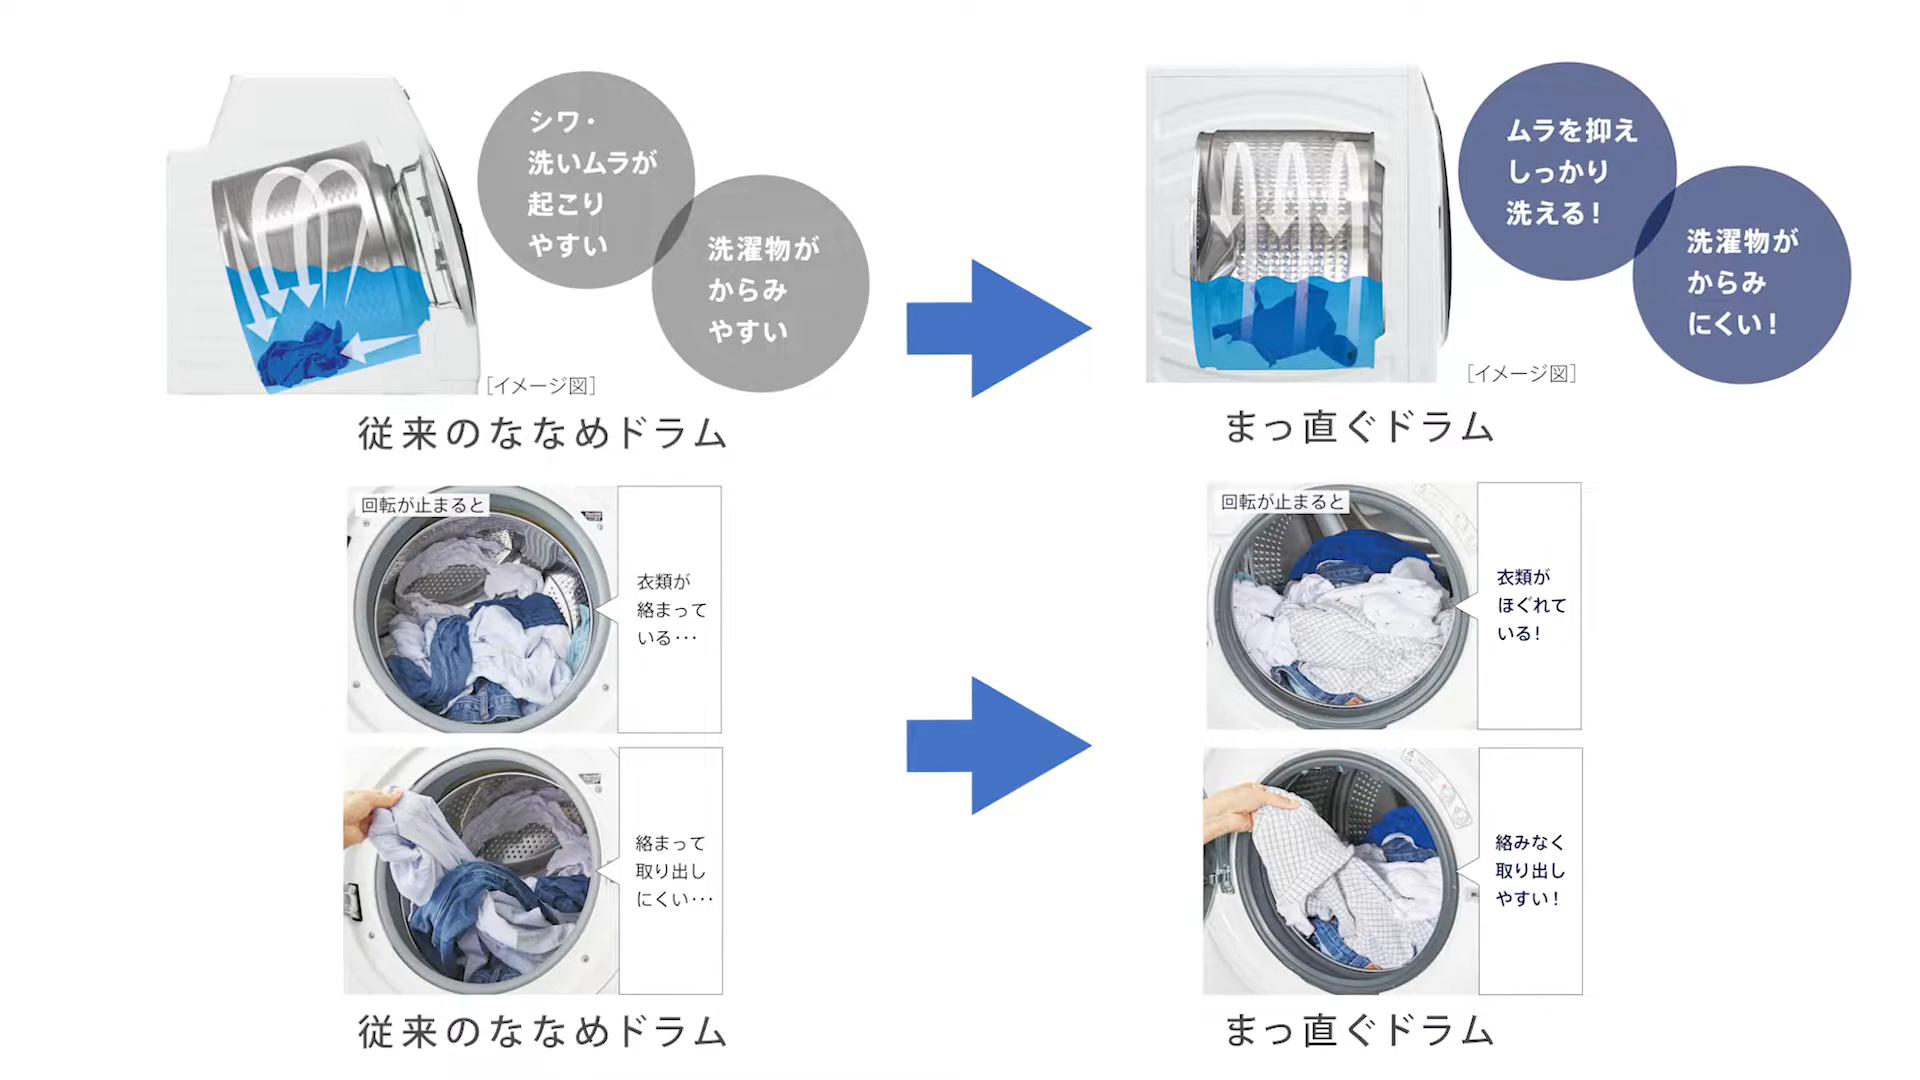 シワ・
洗いムラが
起こり
やすい
洗濯物が
からみ
やすい
[イメージ図]
従来のななめドラム
ムラを抑え
しっかり
洗える！
洗濯物が
からみ
にくい！
[イメージ図]
まっ直ぐドラム
回転が止まると
衣類が
絡まって
いる･･･
絡まって
取り出し
にくい･･･
従来のななめドラム
回転が止まると
衣類が
ほぐれて
いる！
絡みなく
取り出し
やすい！
まっ直ぐドラム